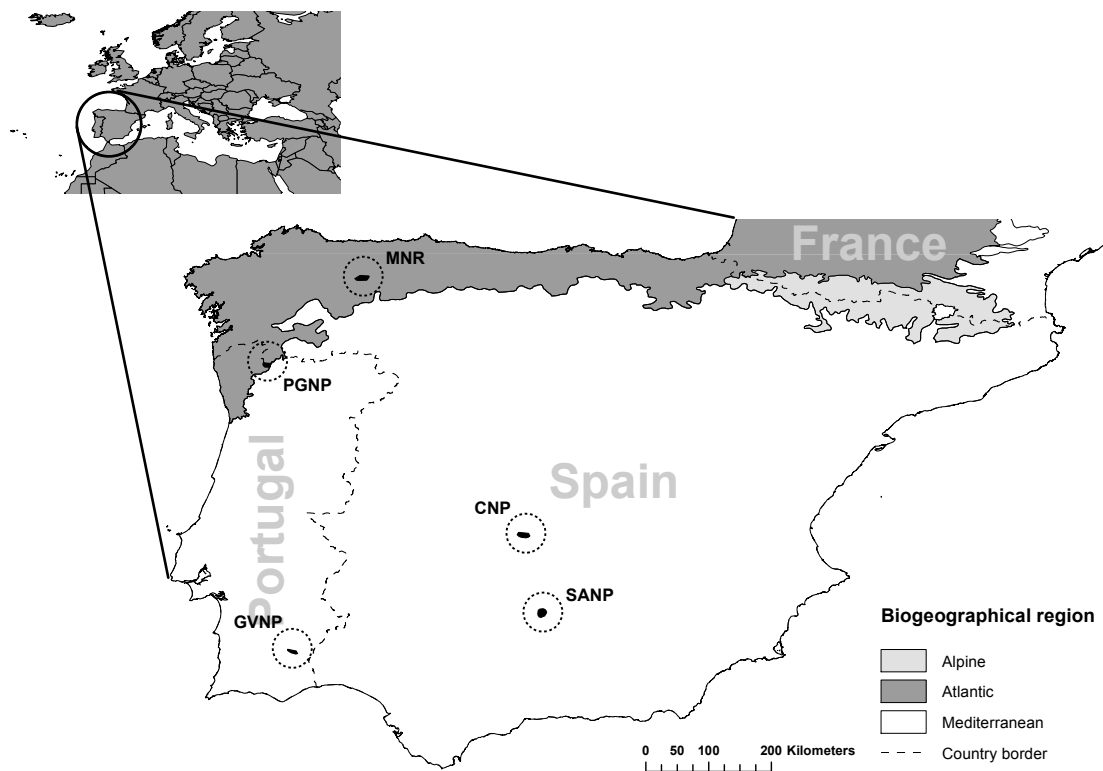 France
MNR
PGNP
Portugal
Spain
CNP
SANP
GVNP
Biogeographical region
Alpine
Atlantic
Mediterranean
Country border
0 50 100 200 Kilometers